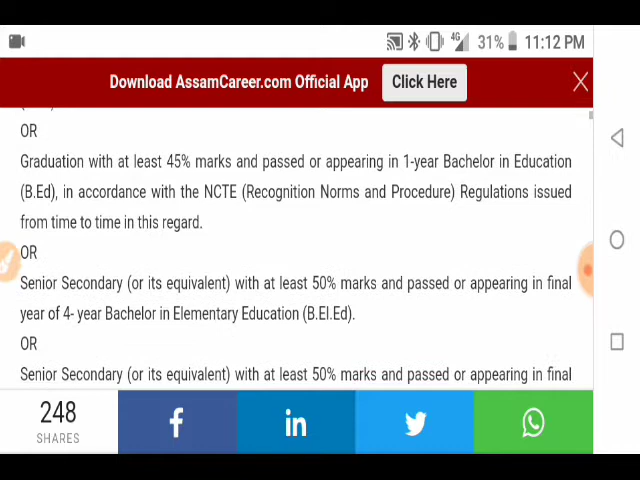 4G 31% 11:12 PM
Download AssamCareer.com Official App Click Here
OR
Graduation with at least 45% marks and passed or appearing in 1-year Bachelor in Education
(B.Ed), in accordance with the NCTE (Recognition Norms and Procedure) Regulations issued
from time to time in this regard.
OR
Senior Secondary (or its equivalent) with at least 50% marks and passed or appearing in final
year of 4- year Bachelor in Elementary Education (B.El.Ed).
OR
Senior Secondary (or its equivalent) with at least 50% marks and passed or appearing in final
248
SHARES